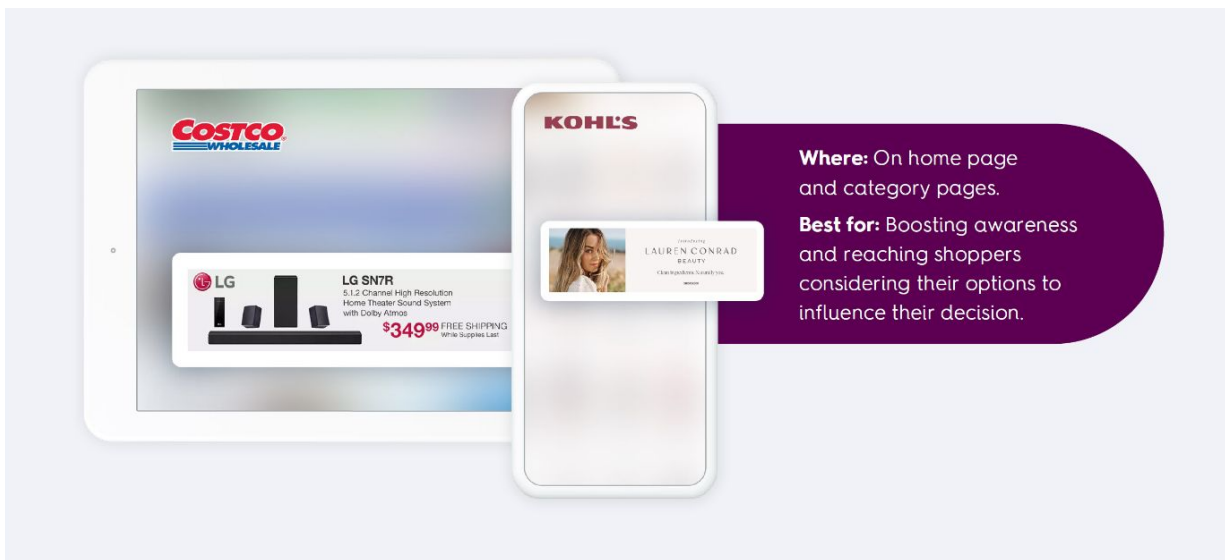 COSTCO
WHOLESALE
LG
LG SN7R
5.1.2 Channel High Resolution
Home Theater Sound System
with Dolby Atmos
$34999 FREE SHIPPING
While Supplies Last
KOHL'S
Introducing
LAUREN CONRAD
BEAUTY
Where: On home page
and category pages.
Best for: Boosting awareness
and reaching shoppers
considering their options to
influence their decision.